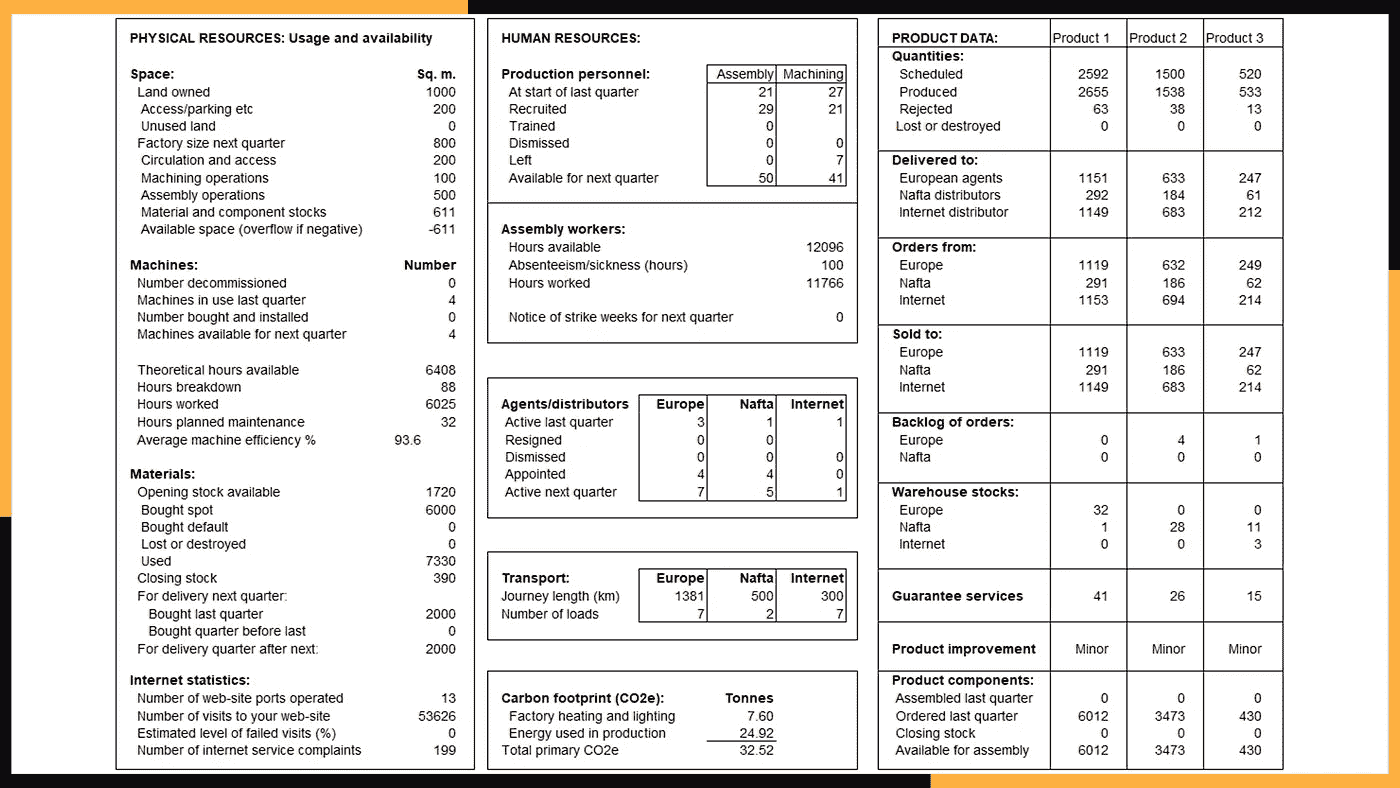 PHYSICAL RESOURCES: Usage and availability
Space: Sq. m.
Land owned 1000
Access/parking etc 200
Unused land 0
Factory size next quarter 800
Circulation and access 200
Machining operations 100
Assembly operations 500
Material and component stocks 611
Available space (overflow if negative) -611
Machines: Number
Number decommissioned 0
Machines in use last quarter 4
Number bought and installed 0
Machines available for next quarter 4
Theoretical hours available 6408
Hours breakdown 88
Hours worked 6025
Hours planned maintenance 32
Average machine efficiency % 93.6
Materials:
Opening stock available 1720
Bought spot 6000
Bought default 0
Lost or destroyed 0
Used 7330
Closing stock 390
For delivery next quarter:
Bought last quarter 2000
Bought quarter before last 0
For delivery quarter after next: 2000
Internet statistics:
Number of web-site ports operated 13
Number of visits to your web-site 53626
Estimated level of failed visits (%) 0
Number of internet service complaints 199
HUMAN RESOURCES:
Production personnel: Assembly Machining
At start of last quarter 21 27
Recruited 29 21
Trained 0
Dismissed 0 0
Left 0 7
Available for next quarter 50 41
Assembly workers:
Hours available 12096
Absenteeism/sickness (hours) 100
Hours worked 11766
Notice of strike weeks for next quarter 0
Agents/distributors Europe Nafta Internet
Active last quarter 3 1 1
Resigned 0 0
Dismissed 0 0 0
Appointed 4 4 0
Active next quarter 7 5 1
Transport: Europe Nafta Internet
Journey length (km) 1381 500 300
Number of loads 7 2 7
Carbon footprint (CO2e): Tonnes
Factory heating and lighting 7.60
Energy used in production 24.92
Total primary CO2e 32.52
PRODUCT DATA: Product 1 Product 2 Product 3
Quantities:
Scheduled 2592 1500 520
Produced 2655 1538 533
Rejected 63 38 13
Lost or destroyed 0 0 0
Delivered to:
European agents 1151 633 247
Nafta distributors 292 184 61
Internet distributor 1149 683 212
Orders from:
Europe 1119 632 249
Nafta 291 186 62
Internet 1153 694 214
Sold to:
Europe 1119 633 247
Nafta 291 186 62
Internet 1149 683 214
Backlog of orders:
Europe 0 4 1
Nafta 0 0 0
Warehouse stocks:
Europe 32 0 0
Nafta 1 28 11
Internet 0 0 3
Guarantee services 41 26 15
Product improvement Minor Minor Minor
Product components:
Assembled last quarter 0 0 0
Ordered last quarter 6012 3473 430
Closing stock 0 0 0
Available for assembly 6012 3473 430